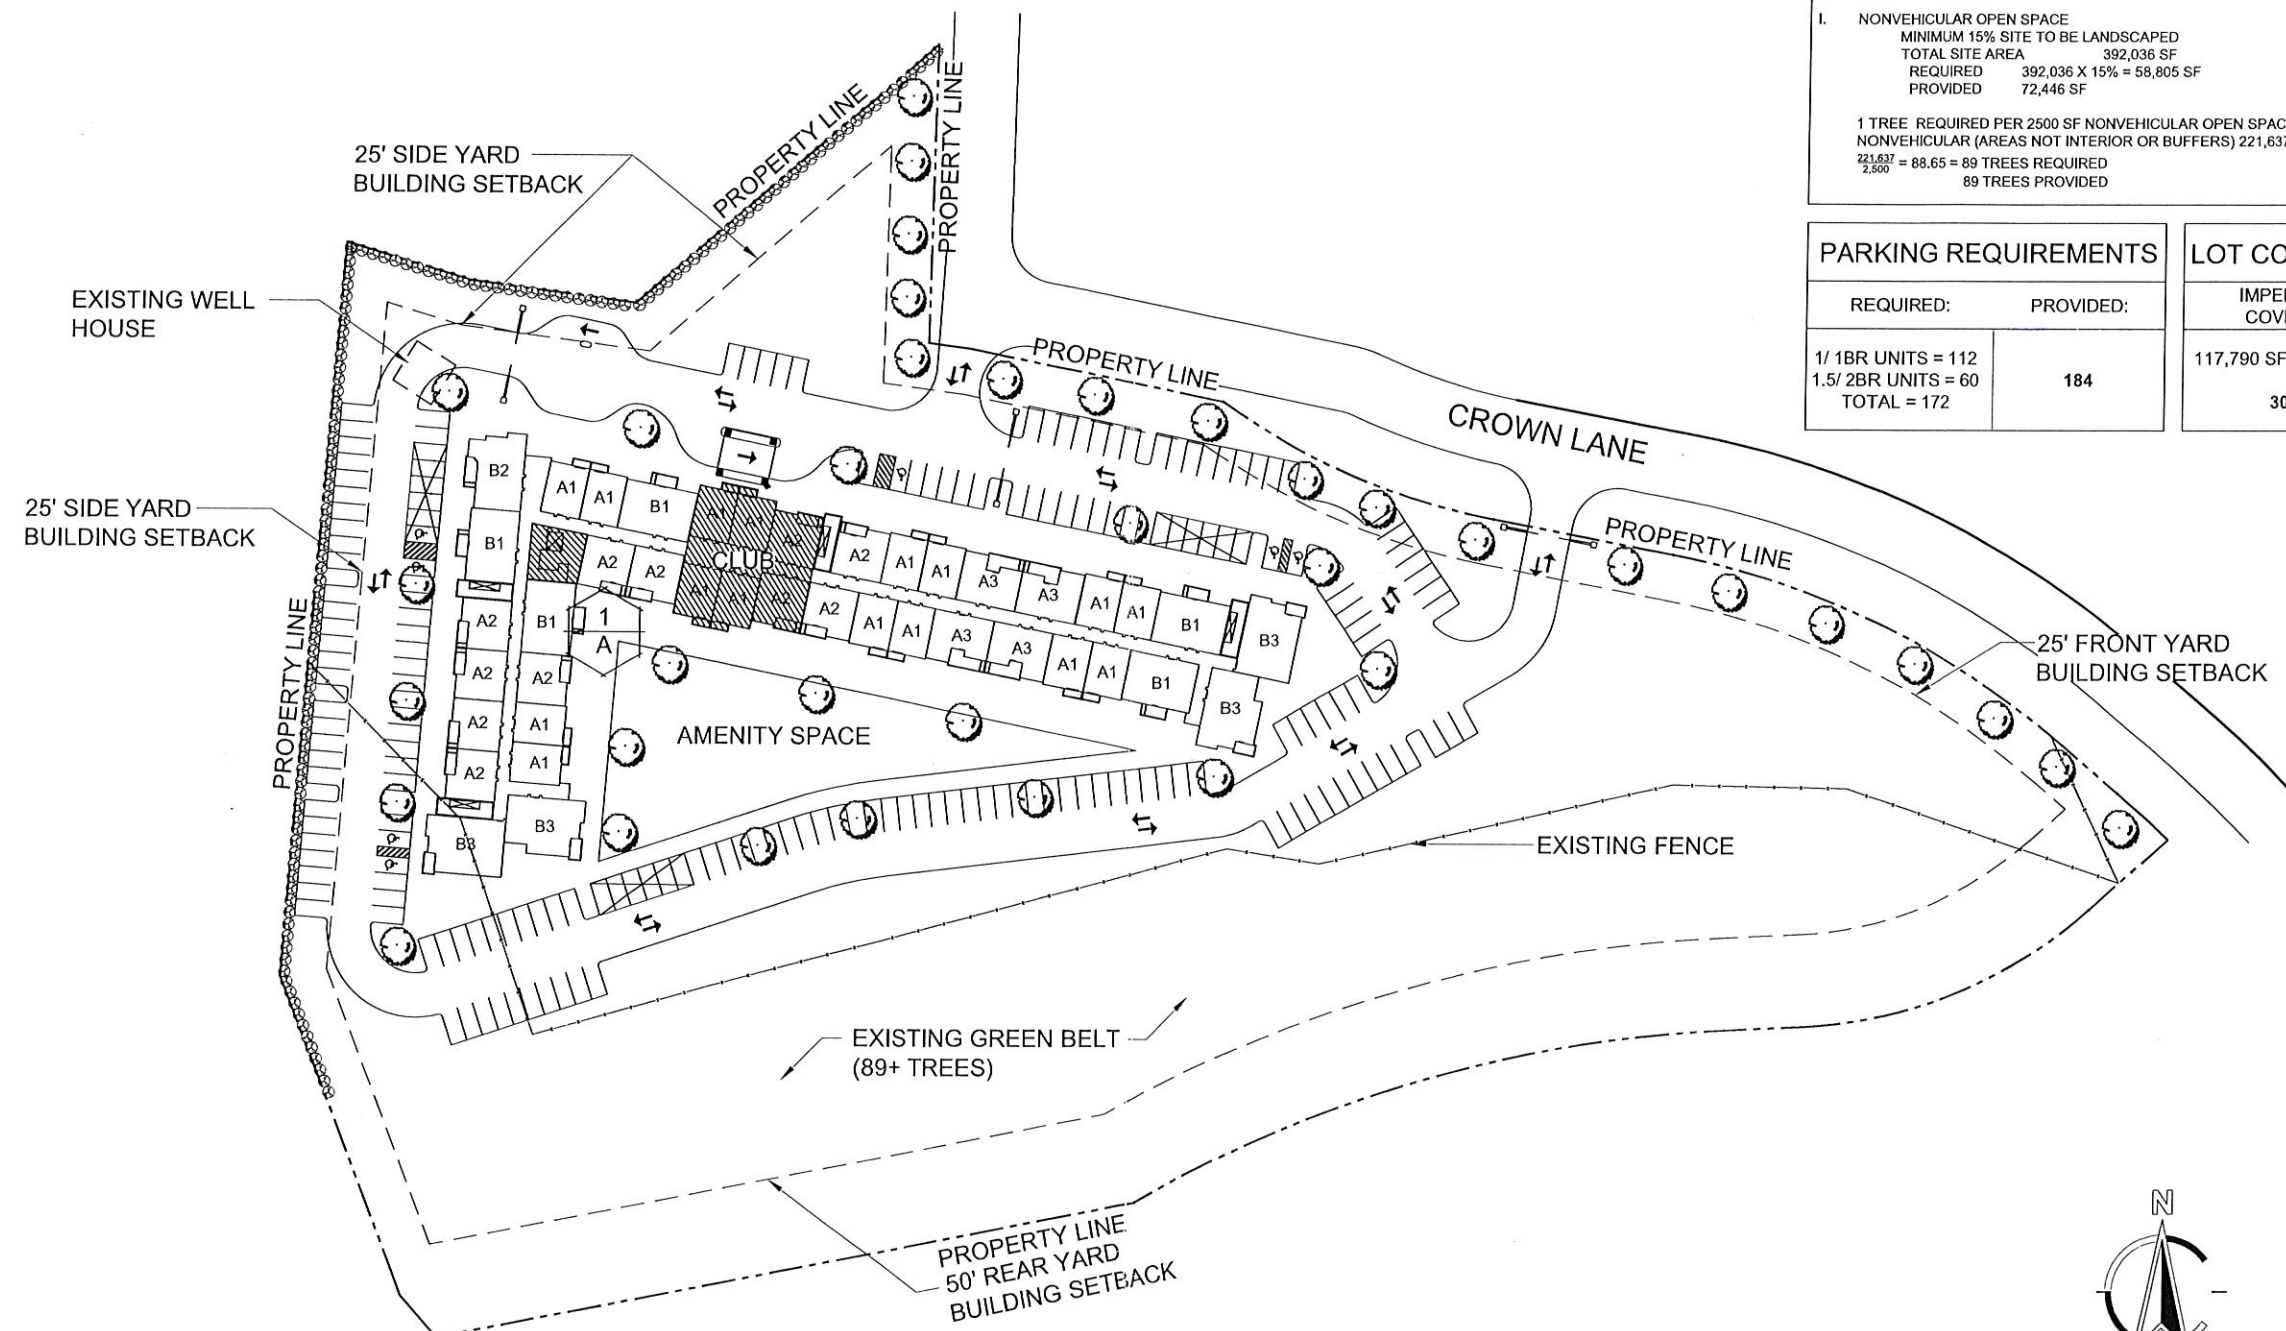 I. NONVEHICULAR OPEN SPACE
MINIMUM 15% SITE TO BE LANDSCAPED
TOTAL SITE AREA 392,036 SF
REQUIRED 392,036 X 15% = 58,805 SF
PROVIDED 72,446 SF
1 TREE REQUIRED PER 2500 SF NONVEHICULAR OPEN SPAC
NONVEHICULAR (AREAS NOT INTERIOR OR BUFFERS) 221,637
221,637
2,500
= 88.65 = 89 TREES REQUIRED
89 TREES PROVIDED
PARKING REQUIREMENTS
REQUIRED: PROVIDED:
1/ 1BR UNITS = 112
1.5/ 2BR UNITS = 60
TOTAL = 172
184
LOT CO
IMPE
COV
117,790 SF
30
25' SIDE YARD
BUILDING SETBACK
PROPERTY LINE
PROPERTY LINE
EXISTING WELL
HOUSE
PROPERTY LINE
CROWN LANE
PROPERTY LINE
25' SIDE YARD
BUILDING SETBACK
PROPERTY LINE
25' FRONT YARD
BUILDING SETBACK
B2
A1
A1
B1
A1
A1
A2
CLUB
A1
A1
A2
B1
A2
A2
A2
A1
A1
A3
A3
A1
A1
B1
B3
A2
A1
A1
A3
A3
A1
A1
B1
B3
A2
A2
A2
A2
B3
B1
1
A
A2
A1
A1
B3
AMENITY SPACE
EXISTING FENCE
EXISTING GREEN BELT
(89+ TREES)
PROPERTY LINE
50' REAR YARD
BUILDING SETBACK
N